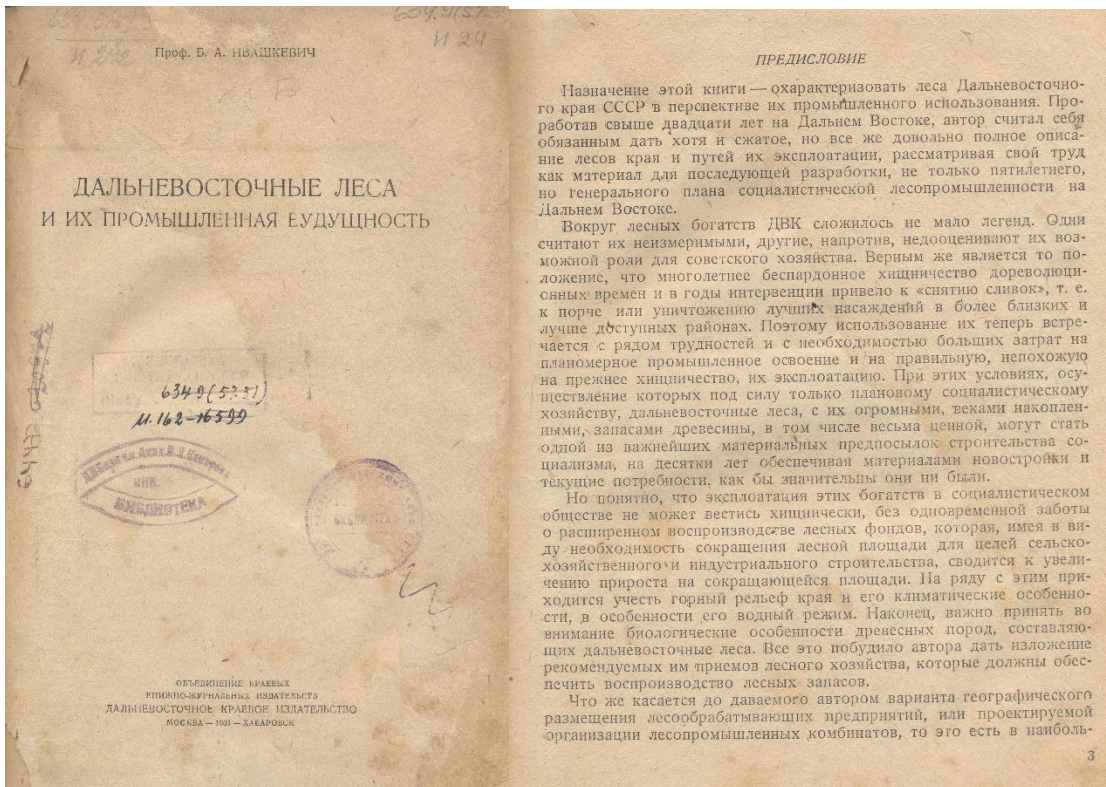 И 24
Проф. Б. А. ИВАШКЕВИЧ
ДАЛЬНЕВОСТОЧНЫЕ ЛЕСА
И ИХ ПРОМЫШЛЕННАЯ БУДУЩНОСТЬ
6349(57.51)
И.162-16599
БИБЛИОТЕКА
ОБЪЕДИНЕНИЕ КРАЕВЫХ
КНИЖНО-ЖУРНАЛЬНЫХ ИЗДАТЕЛЬСТВ
ДАЛЬНЕВОСТОЧНОЕ КРАЕВОЕ ИЗДАТЕЛЬСТВО
МОСКВА — 1933 — ХАБАРОВСК
ПРЕДИСЛОВИЕ
Назначение этой книги — охарактеризовать леса Дальневосточно-
го края СССР в перспективе их промышленного использования. Про-
работав свыше двадцати лет на Дальнем Востоке, автор считал себя
обязанным дать хотя и сжатое, но все же довольно полное описа-
ние лесов края и путей их эксплоатации, рассматривая свой труд
как материал для последующей разработки, не только пятилетнего,
но генерального плана социалистической лесопромышленности на
Дальнем Востоке.
Вокруг лесных богатств ДВК сложилось не мало легенд. Одни
считают их неизмеримыми, другие, напротив, недооценивают их воз-
можной роли для советского хозяйства. Верным же является то по-
ложение, что многолетнее беспардонное хищничество дореволюци-
онных времен и в годы интервенции привело к «снятию сливок», т. е.
к порче или уничтожению лучших насаждений в более близких и
лучше доступных районах. Поэтому использование их теперь встре-
чается с рядом трудностей и с необходимостью больших затрат на
планомерное промышленное освоение и на правильную, непохожую
на прежнее хищничество, их эксплоатацию. При этих условиях, осу-
ществление которых под силу только плановому социалистическому
хозяйству, дальневосточные леса, с их огромными, веками накоплен-
ными, запасами древесины, в том числе весьма ценной, могут стать
одной из важнейших материальных предпосылок строительства со-
циализма, на десятки лет обеспечивая материалами новостройки и
текущие потребности, как бы значительны они ни были.
Но понятно, что эксплоатация этих богатств в социалистическом
обществе не может вестись хищнически, без одновременной заботы
о расширенном воспроизводстве лесных фондов, которая, имея в ви-
ду необходимость сокращения лесной площади для целей сельско-
хозяйственного и индустриального строительства, сводится к увели-
чению прироста на сокращающейся площади. На ряду с этим при-
ходится учесть горный рельеф края и его климатические особенно-
сти, в особенности его водный режим. Наконец, важно принять во
внимание биологические особенности древесных пород, составляю-
щих дальневосточные леса. Все это побудило автора дать изложение
рекомендуемых им приемов лесного хозяйства, которые должны обес-
печить воспроизводство лесных запасов.
Что же касается до даваемого автором варианта географического
размещения лесообрабатывающих предприятий, или проектируемой
организации лесопромышленных комбинатов, то это есть в наиболь-
3